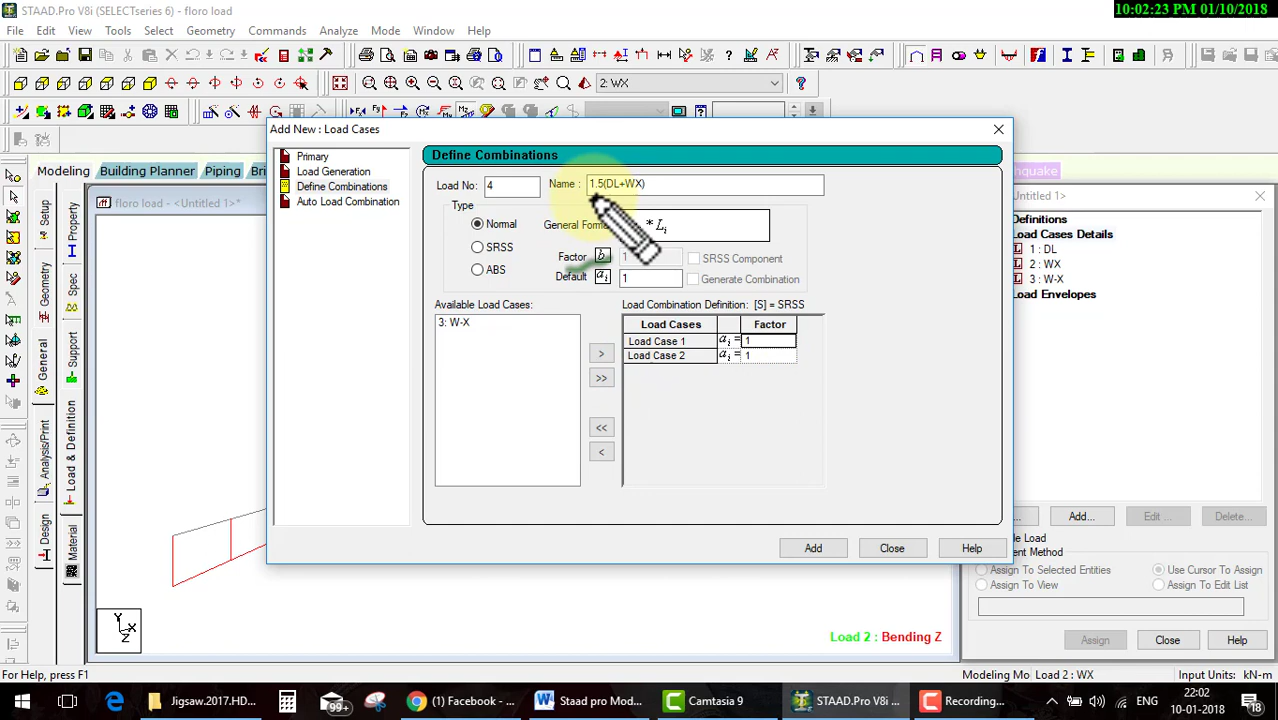 STAAD.Pro V8i (SELECTseries 6) - floro load
10:02:23 PM 01/10/2018
File Edit View Tools Select Geometry Commands Analyze Mode Window Help
2: WX
Modeling Building Planner Piping
floro load - <Untitled 1>
Setup
Geometry
General
Analysis/Print
Design
Property
Spec
Support
Load & Definition
Material
Add New : Load Cases
Primary
Load Generation
Define Combinations
Auto Load Combination
Define Combinations
Load No: 4 Name : 1.5(DL+WX)
Type
Normal
SRSS
ABS
General
* Li
Factor b 1 SRSS Component
Default ai 1 Generate Combination
Available Load Cases:
3: W-X
>
>>
<<
<
Load Combination Definition: [S] = SRSS
Load Cases Factor
Load Case 1 ai = 1
Load Case 2 ai = 1
Add Close Help
Definitions
Load Cases Details
1 : DL
2 : WX
3 : W-X
Load Envelopes
Add... Edit ... Delete...
Assign To Selected Entities Use Cursor To Assign
Assign To View Assign To Edit List
Assign Close Help
Y
X
Z
Load 2 : Bending Z
For Help, press F1
Load 2 : WX Input Units: kN-m
Jigsaw.2017.HD...
99+
(1) Facebook - ...
Staad pro Mod...
Camtasia 9
STAAD.Pro V8i ...
Recording...
ENG
22:02
10-01-2018